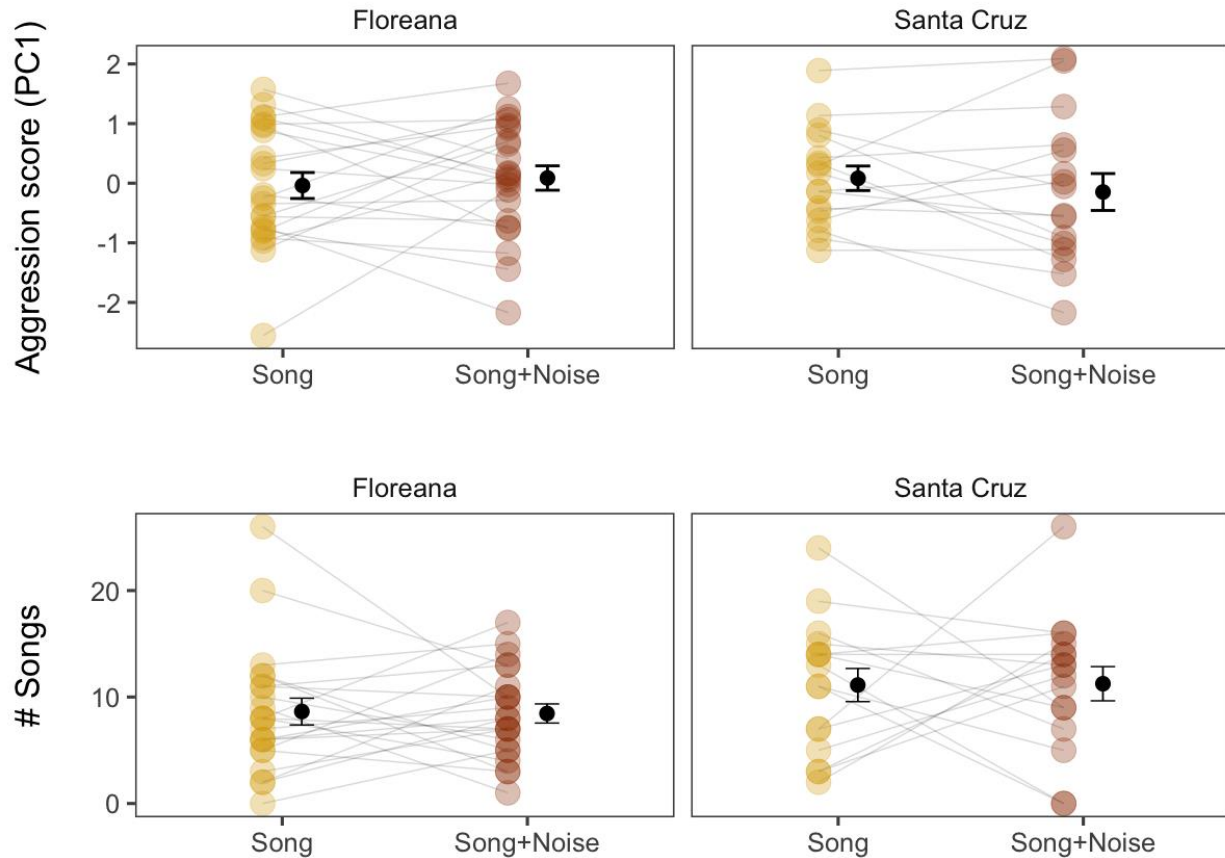 Floreana
Santa Cruz
Aggression score (PC1)
2
1
0
-1
-2
Song
Song+Noise
Song
Song+Noise
Floreana
Santa Cruz
# Songs
20
10
0
Song
Song+Noise
Song
Song+Noise